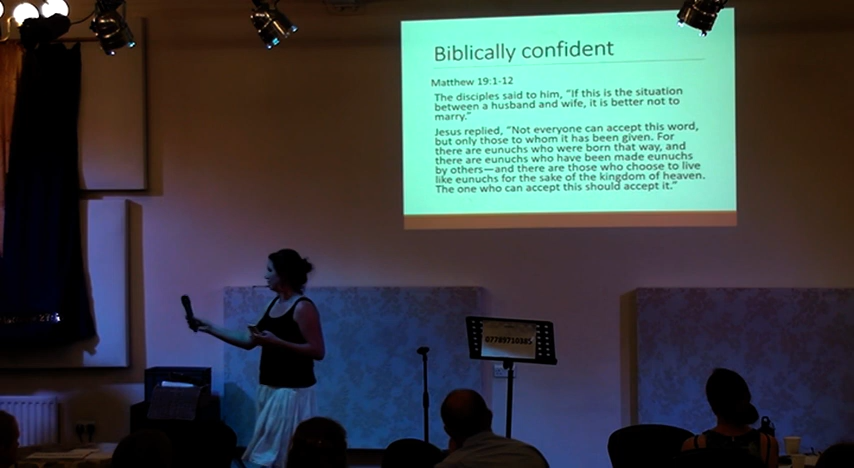 Biblically confident
Matthew 19:1-12
The disciples said to him, "If this is the situation
between a husband and wife, it is better not to
marry."
Jesus replied, "Not everyone can accept this word,
but only those to whom it has been given. For
there are eunuchs who were born that way, and
there are eunuchs who have been made eunuchs
by others—and there are those who choose to live
like eunuchs for the sake of the kingdom of heaven.
The one who can accept this should accept it."
07789710385